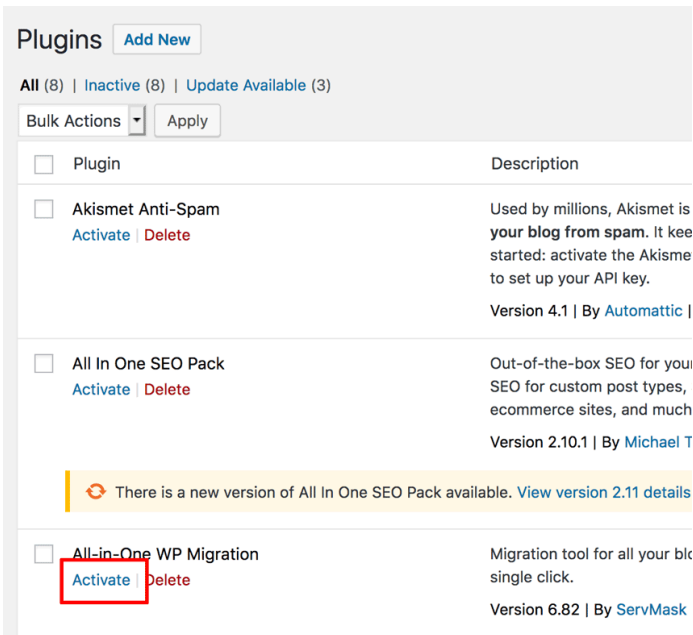 Plugins Add New
All (8) | Inactive (8) | Update Available (3)
Bulk Actions Apply
Plugin Description
Akismet Anti-Spam
Activate | Delete
Used by millions, Akismet is
your blog from spam. It kee
started: activate the Akisme
to set up your API key.
Version 4.1 | By Automattic |
All In One SEO Pack
Activate | Delete
Out-of-the-box SEO for your
SEO for custom post types,
ecommerce sites, and much
Version 2.10.1 | By Michael T
There is a new version of All In One SEO Pack available. View version 2.11 details
All-in-One WP Migration
Activate | Delete
Migration tool for all your blo
single click.
Version 6.82 | By ServMask